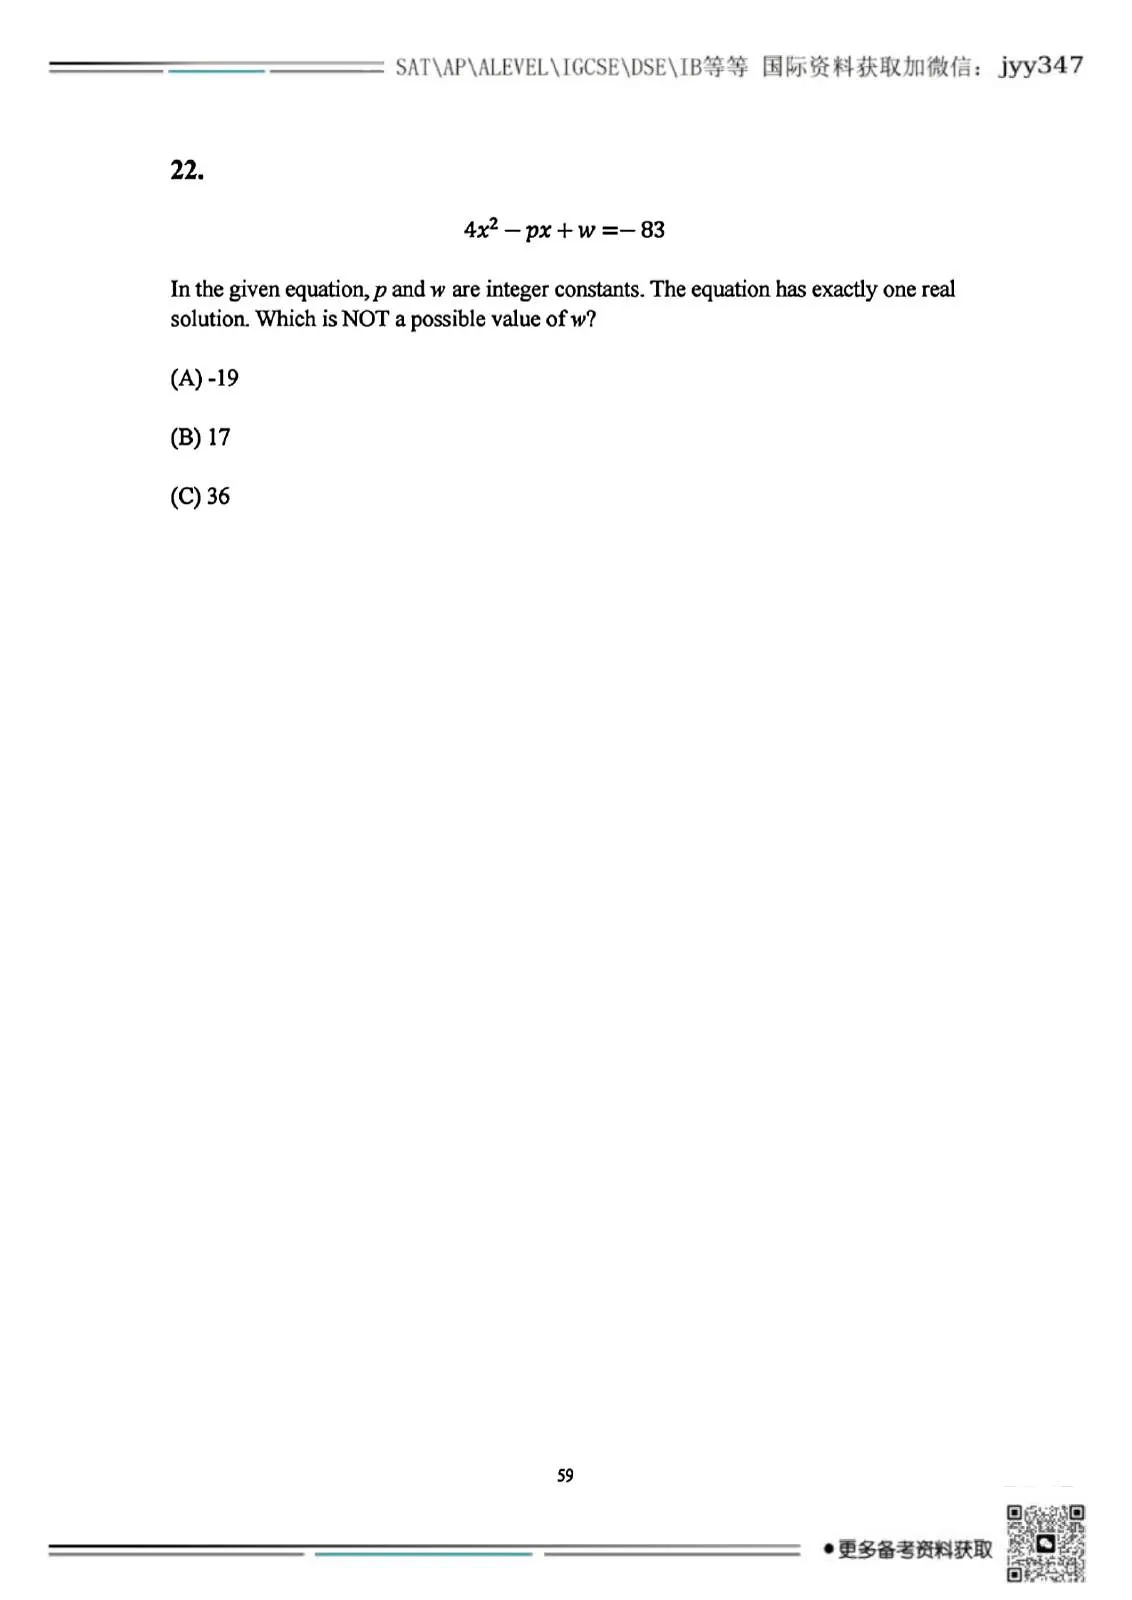 SAT\AP\ALEVEL\IGCSE\DSE\IB等等 国际资料获取加微信: jyy347
22.
4x² – px + w =– 83
In the given equation, p and w are integer constants. The equation has exactly one real
solution. Which is NOT a possible value of w?
(A) -19
(B) 17
(C) 36
59
•更多备考资料获取